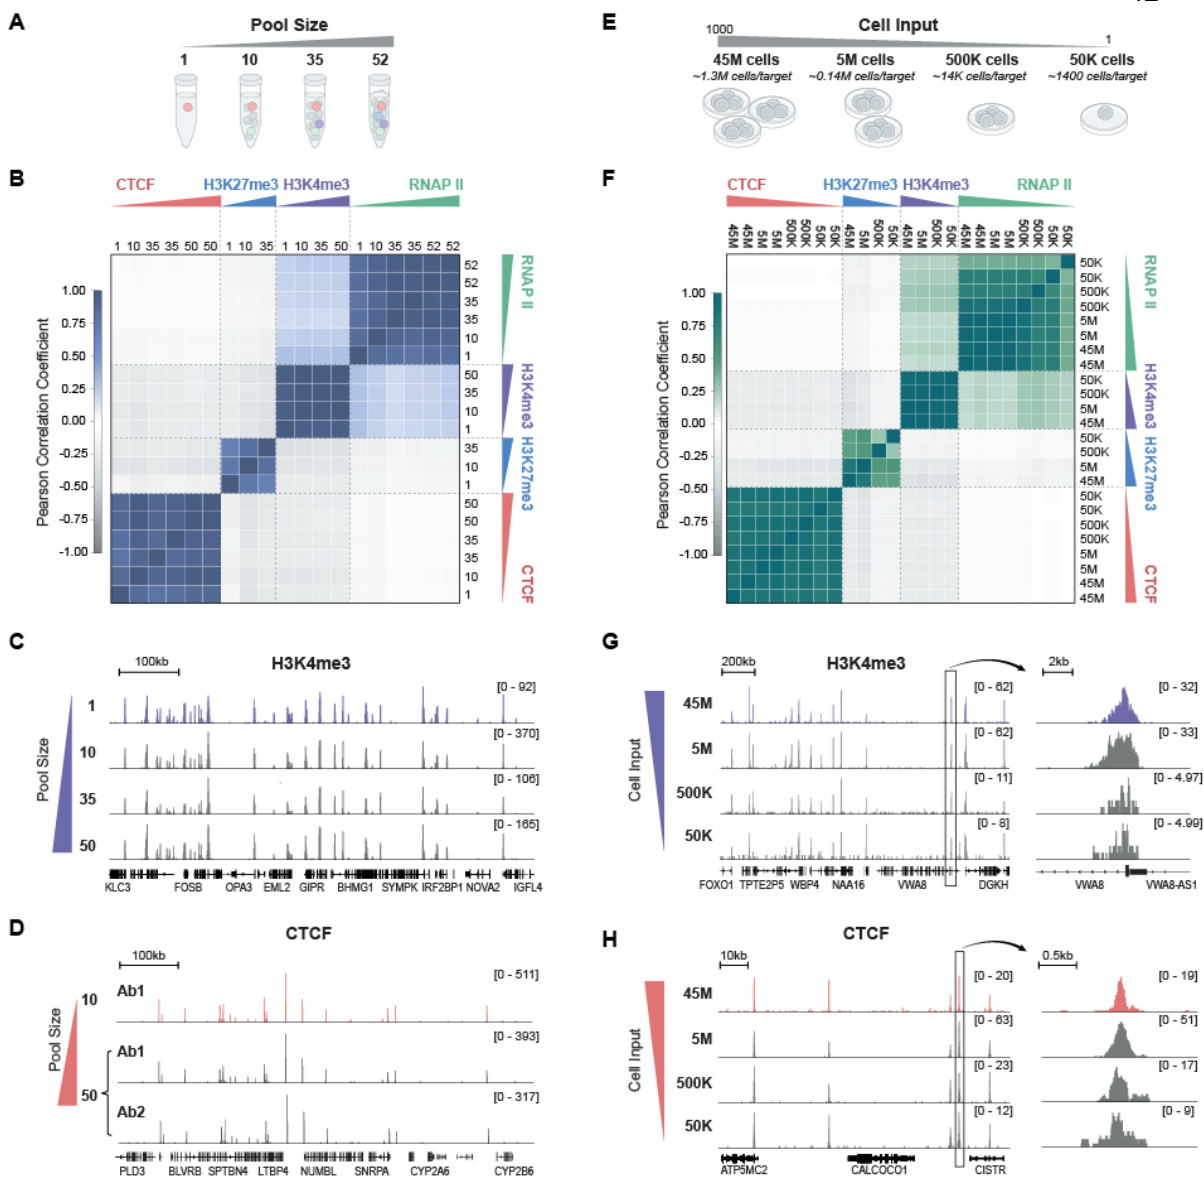 A
Pool Size
1 10 35 52
E
Cell Input
1000
1
45M cells 5M cells 500K cells 50K cells
~1.3M cells/target ~0.14M cells/target ~14K cells/target ~1400 cells/target
B
CTCF H3K27me3 H3K4me3 RNAP II
1 10 35 35 50 50 1 10 35 1 10 35 50 1 10 35 35 52 52
Pearson Correlation Coefficient
1.00
0.75
0.50
0.25
0.00
-0.25
-0.50
-0.75
-1.00
52
52
35
35
10
1
50
35
10
1
35
10
1
50
50
35
35
10
1
RNAP II
H3K4me3
H3K27me3
CTCF
F
CTCF H3K27me3 H3K4me3 RNAP II
45M 45M 5M 5M 500K 500K 50K 50K 45M 5M 500K 50K 45M 5M 500K 50K 45M 45M 5M 5M 500K 500K 50K 50K
Pearson Correlation Coefficient
1.00
0.75
0.50
0.25
0.00
-0.25
-0.50
-0.75
-1.00
50K
50K
500K
500K
5M
5M
45M
45M
50K
500K
5M
45M
50K
500K
5M
45M
50K
50K
500K
500K
5M
5M
45M
45M
RNAP II
H3K4me3
H3K27me3
CTCF
C
100kb
H3K4me3
Pool Size
1 [0 - 92]
10 [0 - 370]
35 [0 - 106]
50 [0 - 165]
KLC3 FOSB OPA3 EML2 GIPR BHMG1 SYMPK IRF2BP1 NOVA2 IGFL4
G
200kb
H3K4me3
2kb
Cell Input
45M [0 - 62] [0 - 32]
5M [0 - 62] [0 - 33]
500K [0 - 11] [0 - 4.97]
50K [0 - 8] [0 - 4.99]
FOXO1 TPTE2P5 WBP4 NAA16 VWA8 DGKH VWA8 VWA8-AS1
D
CTCF
100kb
Pool Size
10 Ab1 [0 - 511]
Ab1 [0 - 393]
50
Ab2 [0 - 317]
PLD3 BLVRB SPTBN4 LTBP4 NUMBL SNRPA CYP2A6 CYP2B6
H
CTCF
10kb
0.5kb
Cell Input
45M [0 - 20] [0 - 19]
5M [0 - 63] [0 - 51]
500K [0 - 23] [0 - 17]
50K [0 - 12] [0 - 9]
ATP5MC2 CALCOCO1 CISTR